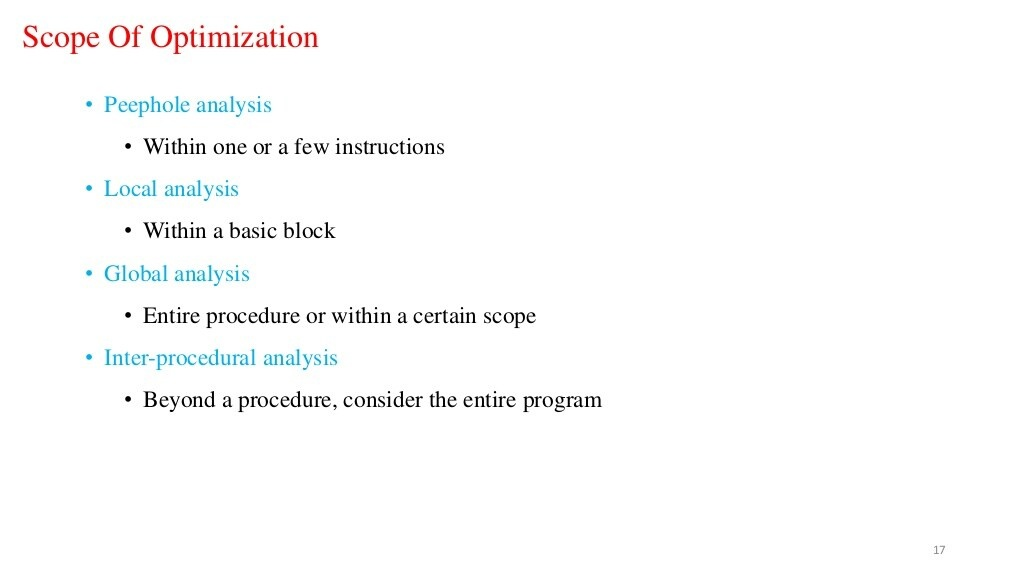 Scope Of Optimization
• Peephole analysis
• Within one or a few instructions
• Local analysis
• Within a basic block
• Global analysis
• Entire procedure or within a certain scope
• Inter-procedural analysis
• Beyond a procedure, consider the entire program
17